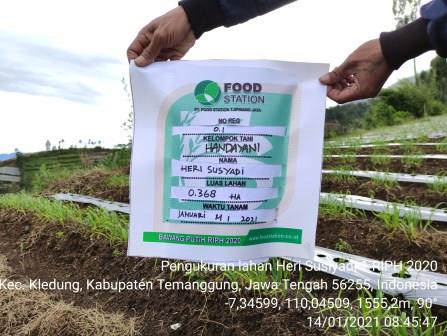 FOOD
STATION
PT. FOOD STATION TJIPINANG JAYA
NO REG
0.1
KELOMPOK TANI
HANDAYANI
NAMA
HERI SUSYADI
LUAS LAHAN
0.368 HA
WAKTU TANAM
JANUARI M1 2021
BAWANG PUTIH RIPH 2020
www.foodstation.co.id
Pengukuran lahan Heri Susiyadi - RIPH 2020
Kec. Kledung, Kabupaten Temanggung, Jawa Tengah 56255, Indonesia
-7,34599, 110,04509, 1555,2m, 90°
14/01/2021 08:45:47